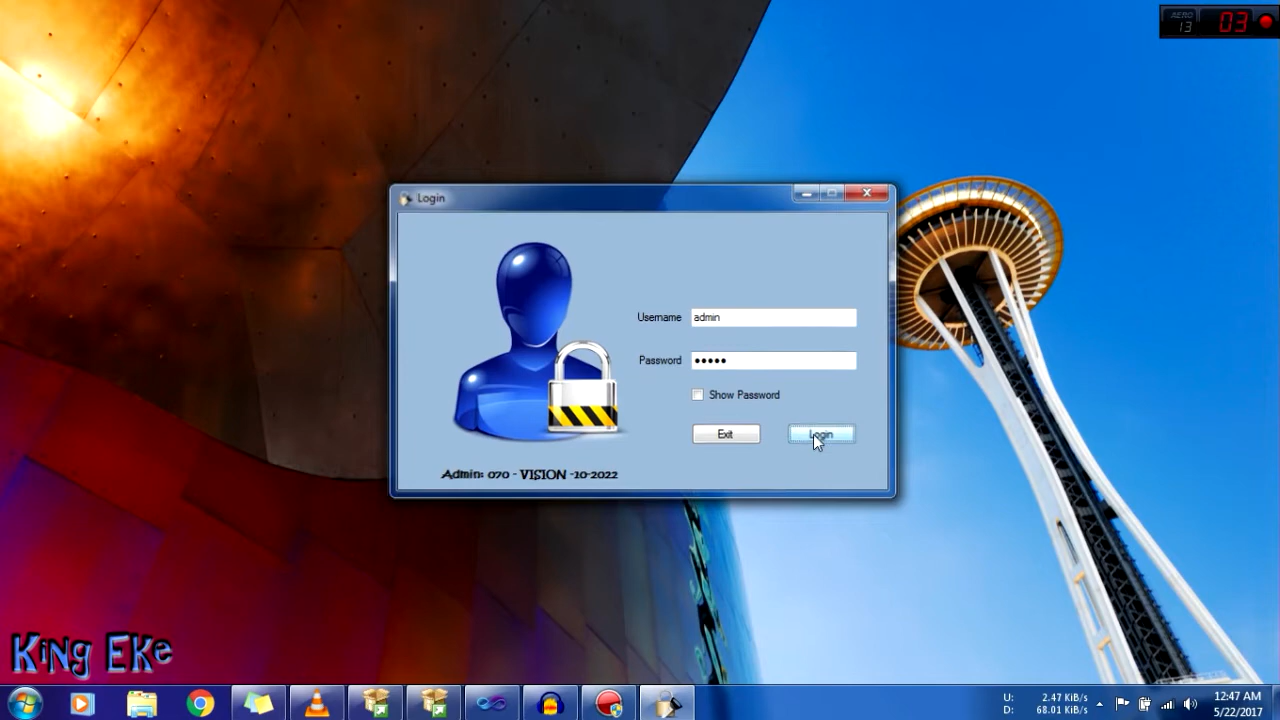 AERO
13
03
Login
Username
admin
Password
Show Password
Exit
Login
Admin: 070 - VISION -10-2022
KiNg EKe
U: 2.47 KiB/s
D: 68.01 KiB/s
12:47 AM
5/22/2017